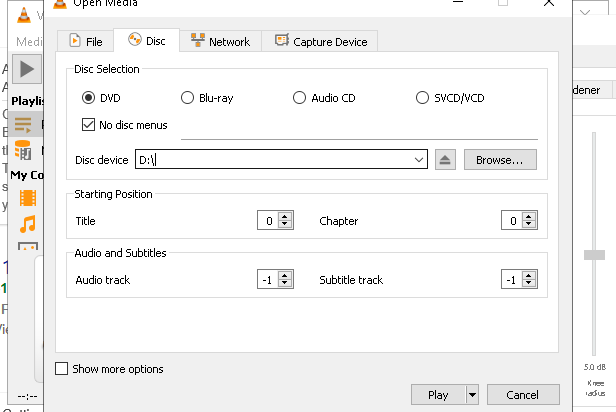 Open Media
File Disc Network Capture Device
Disc Selection
DVD Blu-ray Audio CD SVCD/VCD
No disc menus
Disc device D:\ Browse...
Starting Position
Title 0 Chapter 0
Audio and Subtitles
Audio track -1 Subtitle track -1
Show more options
Play Cancel
Medi
Playlis
My Co
--:--
dener
5.0 dB
Knee
radius